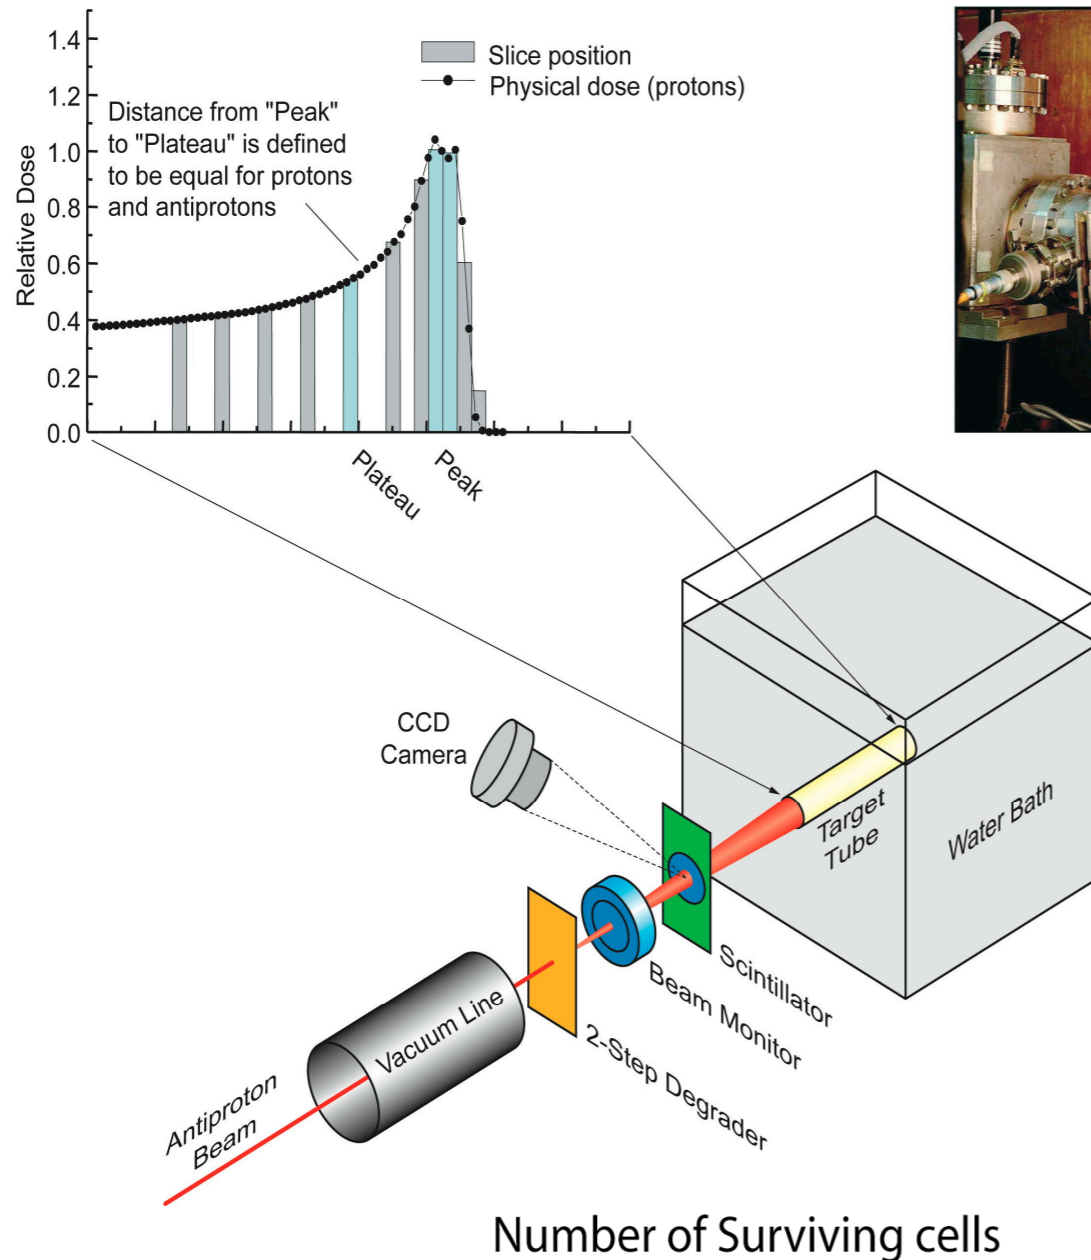 1.4
1.2
1.0
0.8
0.6
0.4
0.2
0.0
Relative Dose
Slice position
Physical dose (protons)
Distance from "Peak"
to "Plateau" is defined
to be equal for protons
and antiprotons
Plateau
Peak
CCD
Camera
Target
Tube
Water Bath
Scintillator
Beam Monitor
2-Step Degrader
Vacuum Line
Antiproton
Beam
Number of Surviving cells